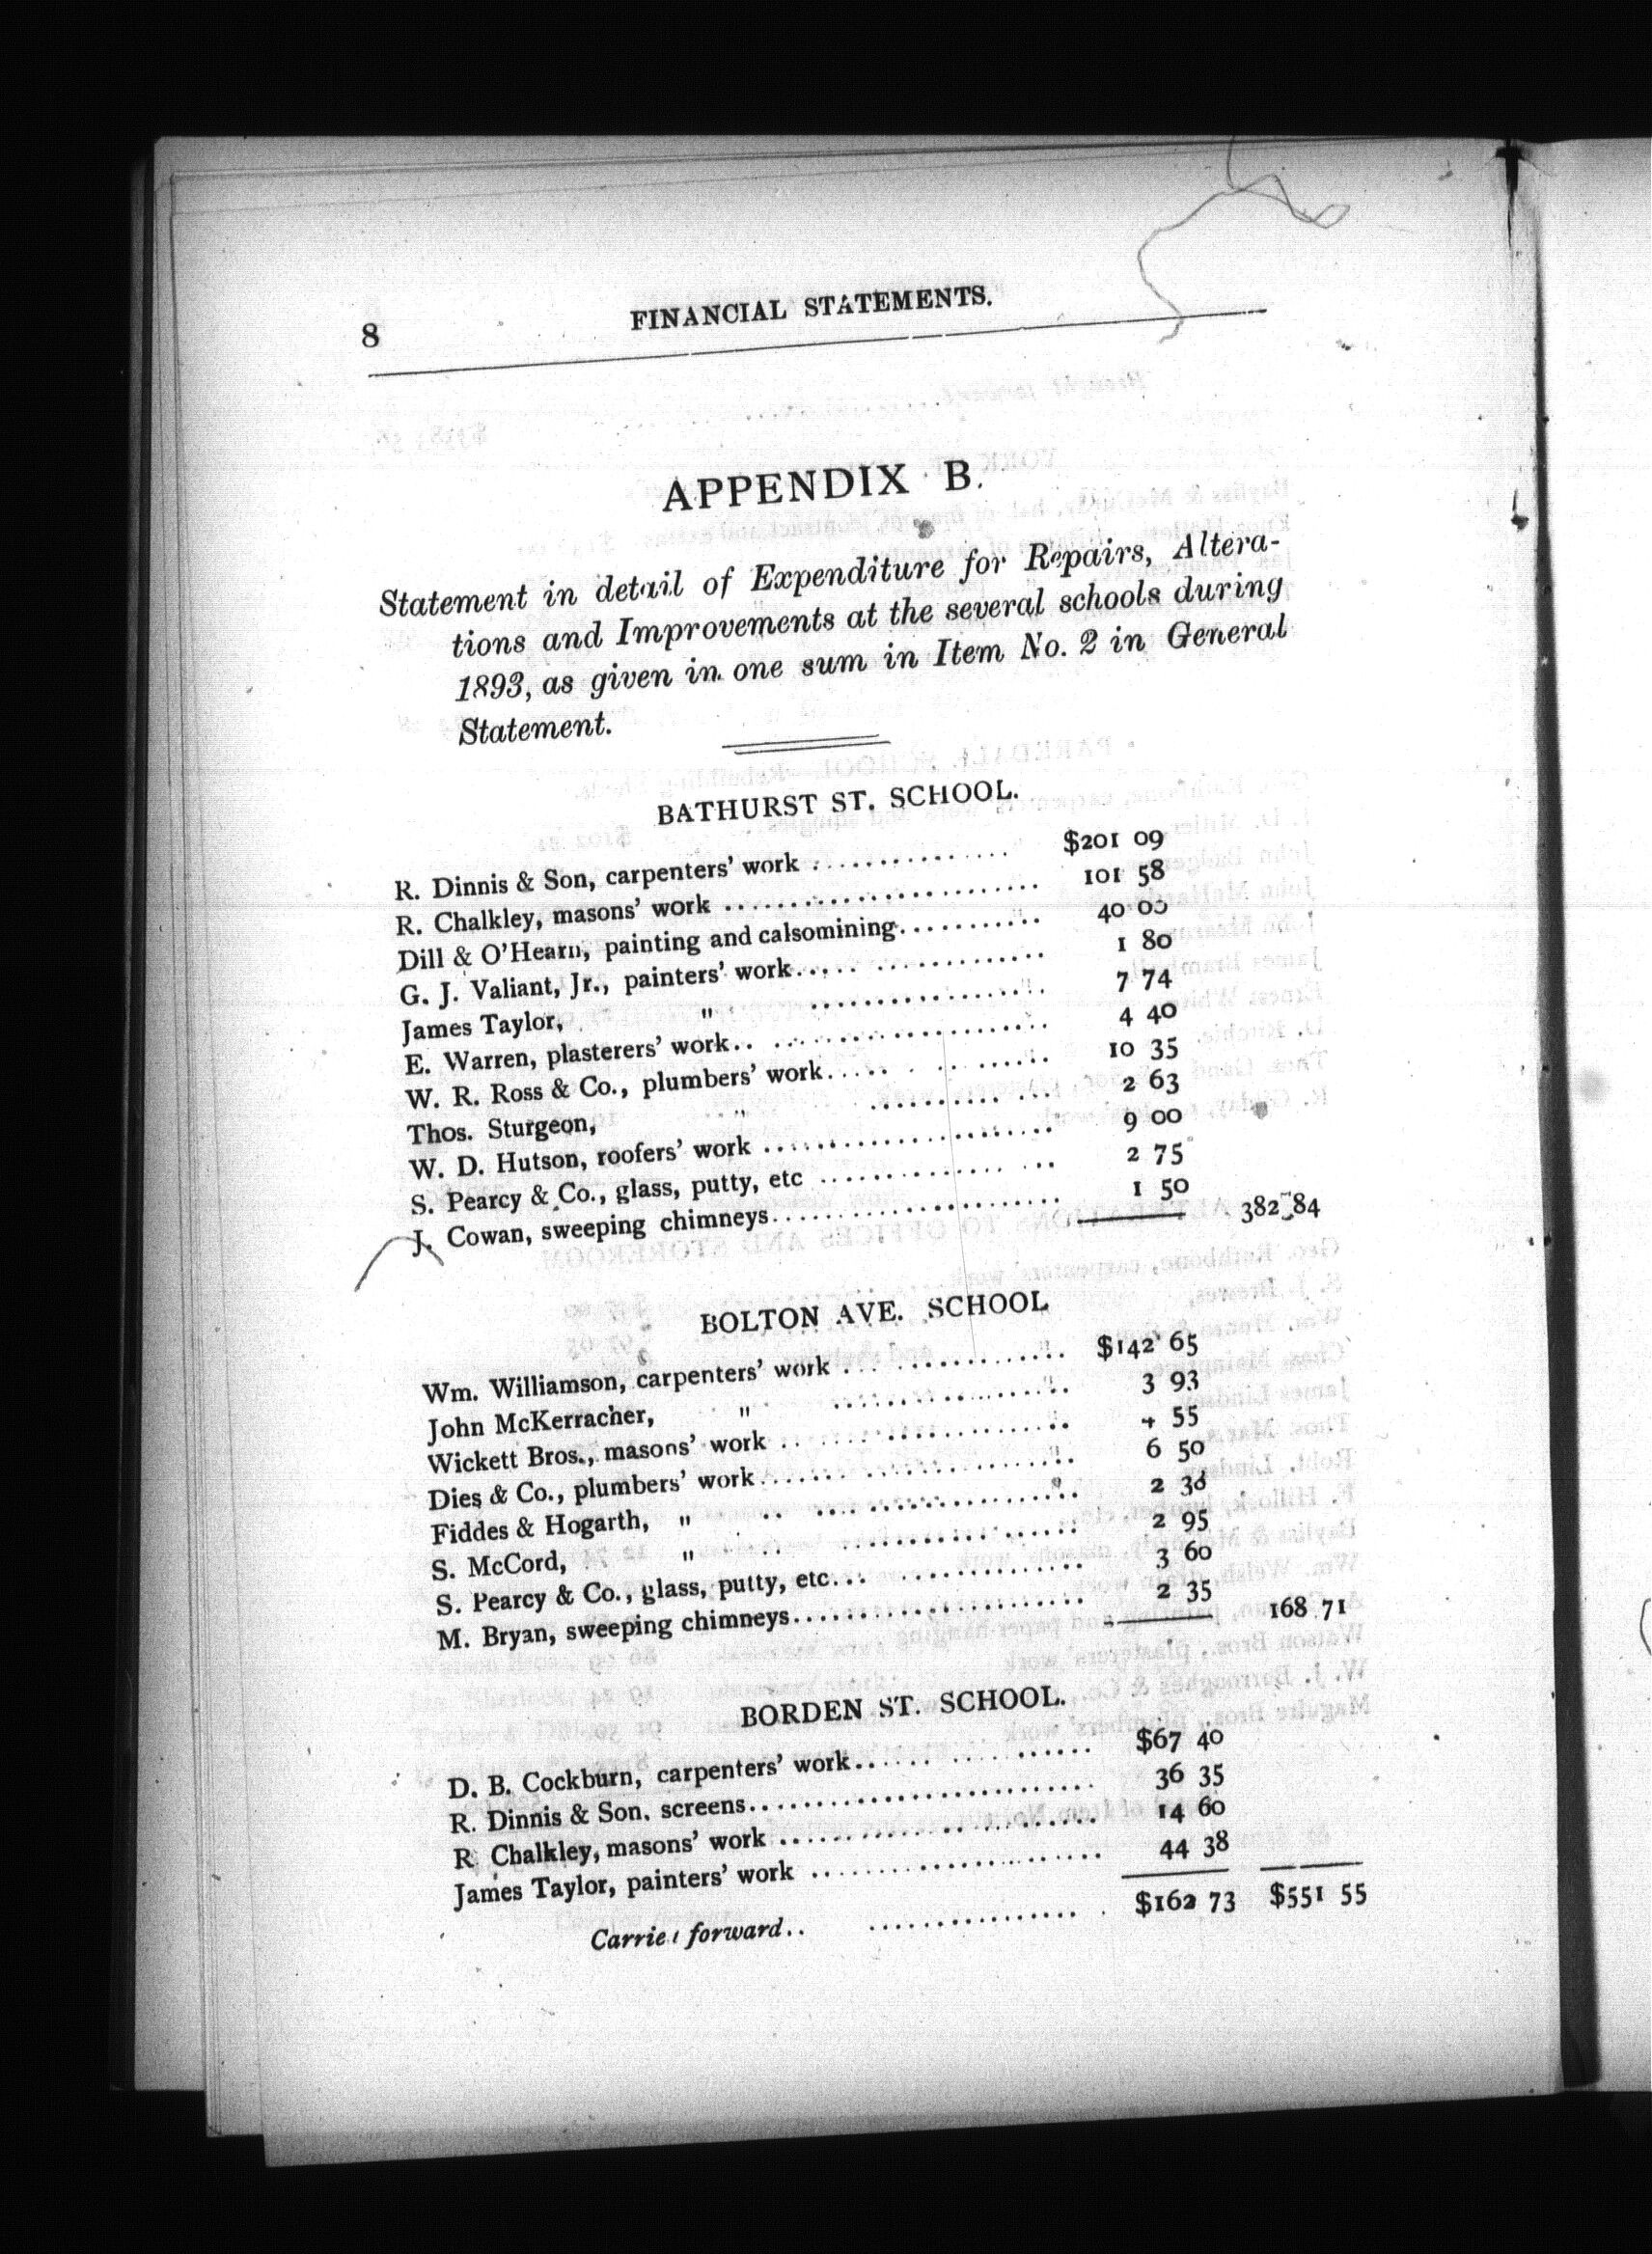 8
FINANCIAL STATEMENTS.
APPENDIX B.
Statement in detail of Expenditure for Repairs, Altera-
tions and Improvements at the several schools during
1893, as given in one sum in Item No. 2 in General
Statement.
BATHURST ST. SCHOOL.
R. Dinnis & Son, carpenters' work ............... $201 09
R. Chalkley, masons' work ............... 101 58
Dill & O'Hearn, painting and calsomining............ 40 00
G. J. Valiant, Jr., painters' work............... 1 80
James Taylor, " ............... 7 74
E. Warren, plasterers' work............... 4 40
W. R. Ross & Co., plumbers' work............... 10 35
Thos. Sturgeon, " ............... 2 63
W. D. Hutson, roofers' work ............... 9 00
S. Pearcy & Co., glass, putty, etc ............... 2 75
J. Cowan, sweeping chimneys............... 1 50
382 84
BOLTON AVE. SCHOOL
Wm. Williamson, carpenters' work ............... $142 65
John McKerracher, " ............... 3 93
Wickett Bros., masons' work ............... 4 55
Dies & Co., plumbers' work............... 6 50
Fiddes & Hogarth, " ............... 2 38
S. McCord, " ............... 2 95
S. Pearcy & Co., glass, putty, etc............... 3 60
M. Bryan, sweeping chimneys............... 2 35
168 71
BORDEN ST. SCHOOL.
D. B. Cockburn, carpenters' work............... $67 40
R. Dinnis & Son. screens............... 36 35
R. Chalkley, masons' work ............... 14 60
James Taylor, painters' work ............... 44 38
Carried forward.. ............... $162 73 $551 55